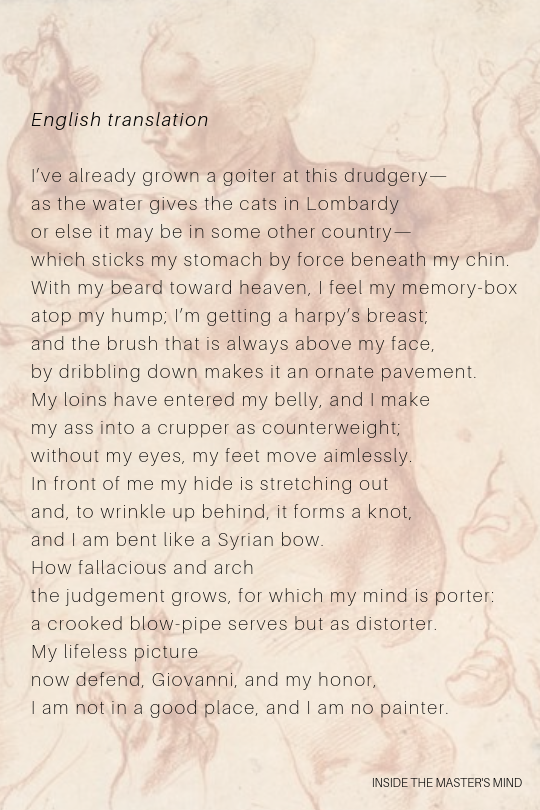 English translation
I’ve already grown a goiter at this drudgery—
as the water gives the cats in Lombardy
or else it may be in some other country—
which sticks my stomach by force beneath my chin.
With my beard toward heaven, I feel my memory-box
atop my hump; I’m getting a harpy’s breast;
and the brush that is always above my face,
by dribbling down makes it an ornate pavement.
My loins have entered my belly, and I make
my ass into a crupper as counterweight;
without my eyes, my feet move aimlessly.
In front of me my hide is stretching out
and, to wrinkle up behind, it forms a knot,
and I am bent like a Syrian bow.
How fallacious and arch
the judgement grows, for which my mind is porter:
a crooked blow-pipe serves but as distorter.
My lifeless picture
now defend, Giovanni, and my honor,
I am not in a good place, and I am no painter.
INSIDE THE MASTER'S MIND